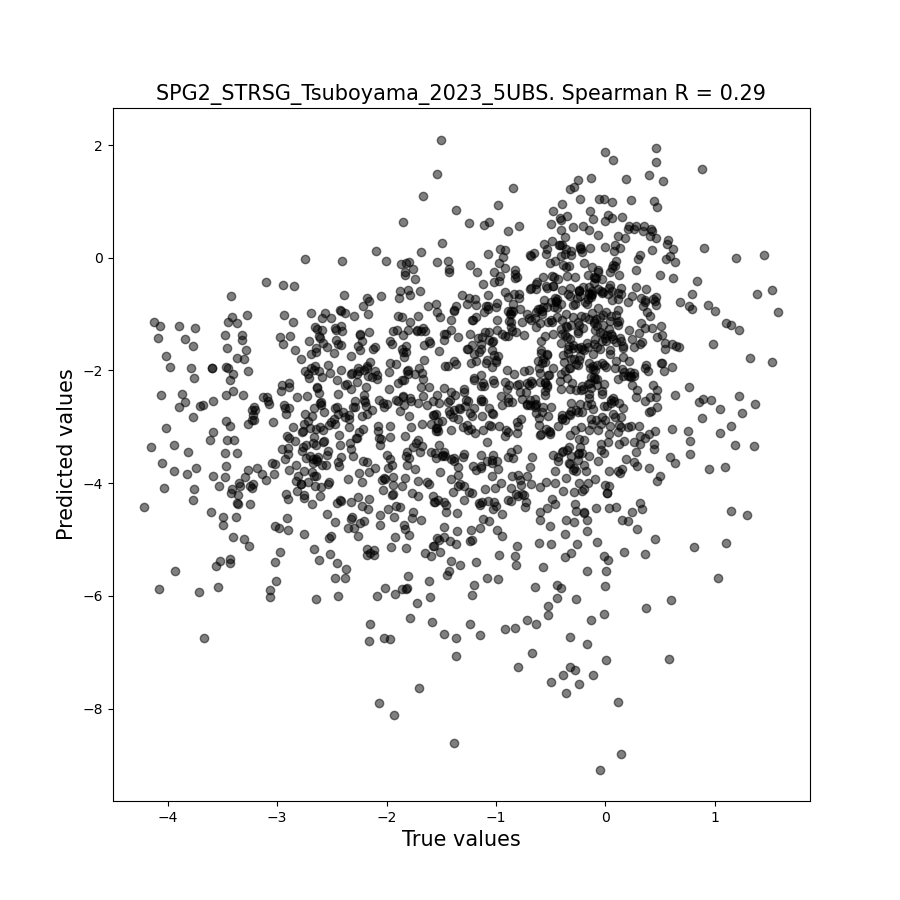 SPG2_STRSG_Tsuboyama_2023_5UBS. Spearman R = 0.29
2
0
−2
−4
−6
−8
Predicted values
−4 −3 −2 −1 0 1
True values